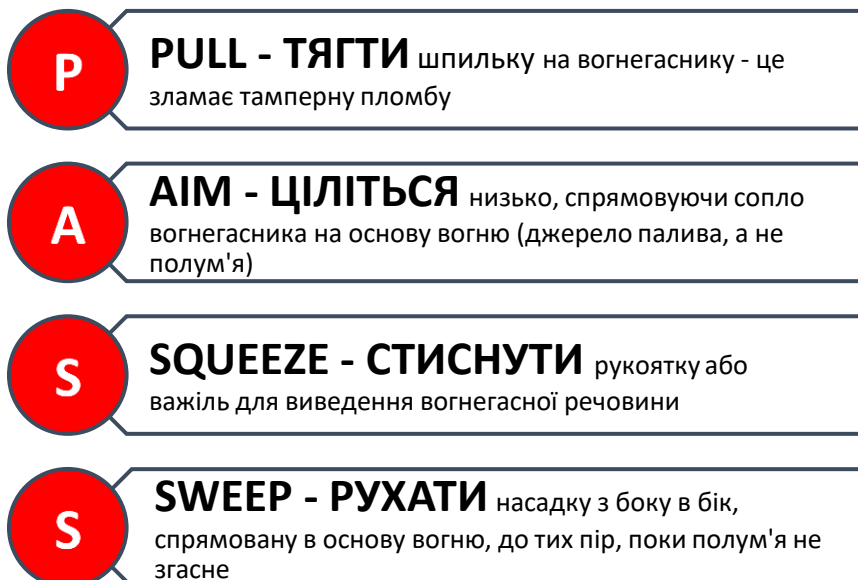 P
PULL - ТЯГТИ шпильку на вогнегаснику - це
зламає тамперну пломбу
A
AIM - ЦІЛІТЬСЯ низько, спрямовуючи сопло
вогнегасника на основу вогню (джерело палива, а не
полум'я)
S
SQUEEZE - СТИСНУТИ рукоятку або
важіль для виведення вогнегасної речовини
S
SWEEP - РУХАТИ насадку з боку в бік,
спрямовану в основу вогню, до тих пір, поки полум'я не
згасне